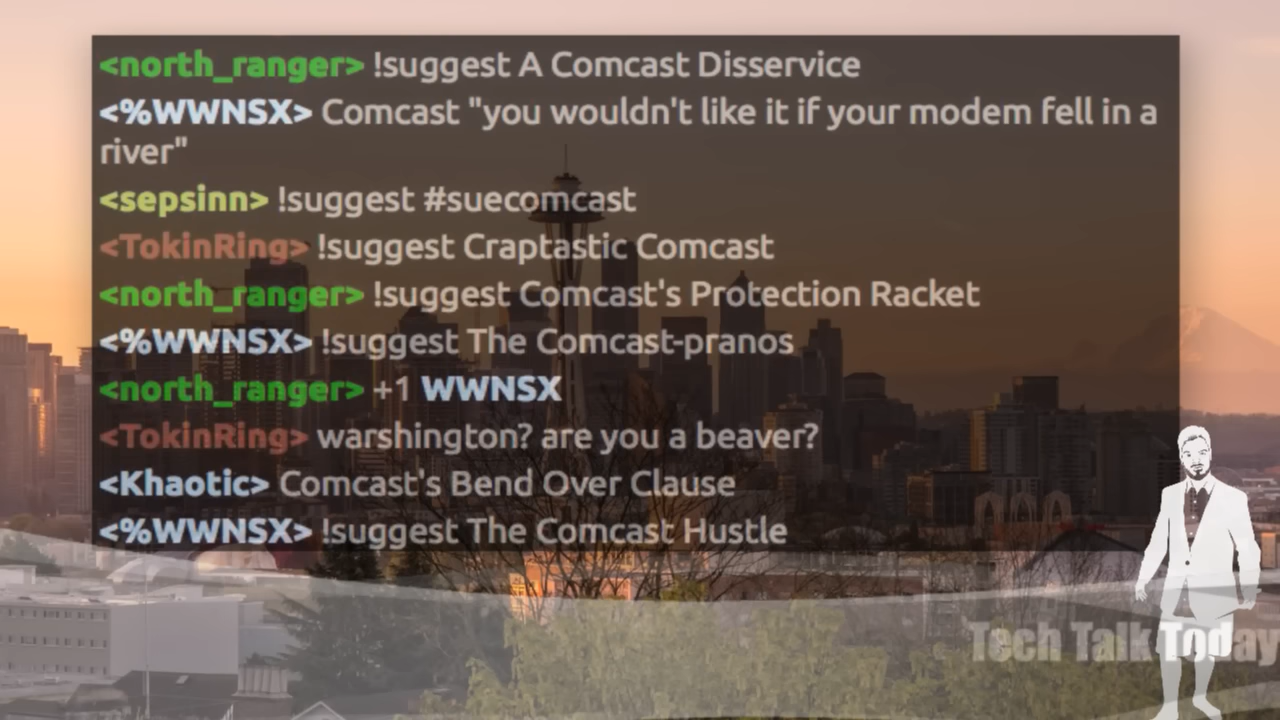 <north_ranger> !suggest A Comcast Disservice
<%WWNSX> Comcast "you wouldn't like it if your modem fell in a
river"
<sepsinn> !suggest #suecomcast
<TokinRing> !suggest Craptastic Comcast
<north_ranger> !suggest Comcast's Protection Racket
<%WWNSX> !suggest The Comcast-pranos
<north_ranger> +1 WWNSX
<TokinRing> warshington? are you a beaver?
<Khaotic> Comcast's Bend Over Clause
<%WWNSX> !suggest The Comcast Hustle
Tech Talk Today